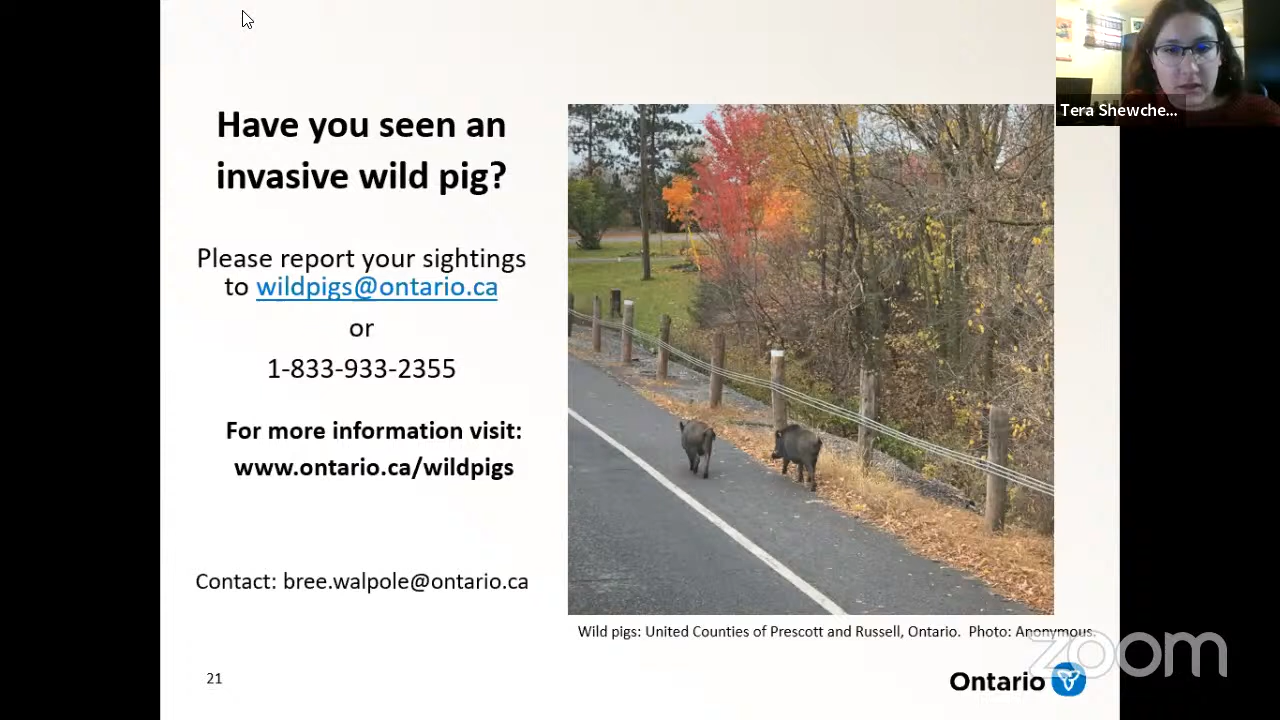 Have you seen an
invasive wild pig?
Please report your sightings
to wildpigs@ontario.ca
or
1-833-933-2355
For more information visit:
www.ontario.ca/wildpigs
Contact: bree.walpole@ontario.ca
21
Tera Shewche...
Wild pigs: United Counties of Prescott and Russell, Ontario. Photo: Anonymous.
zoom
Ontario